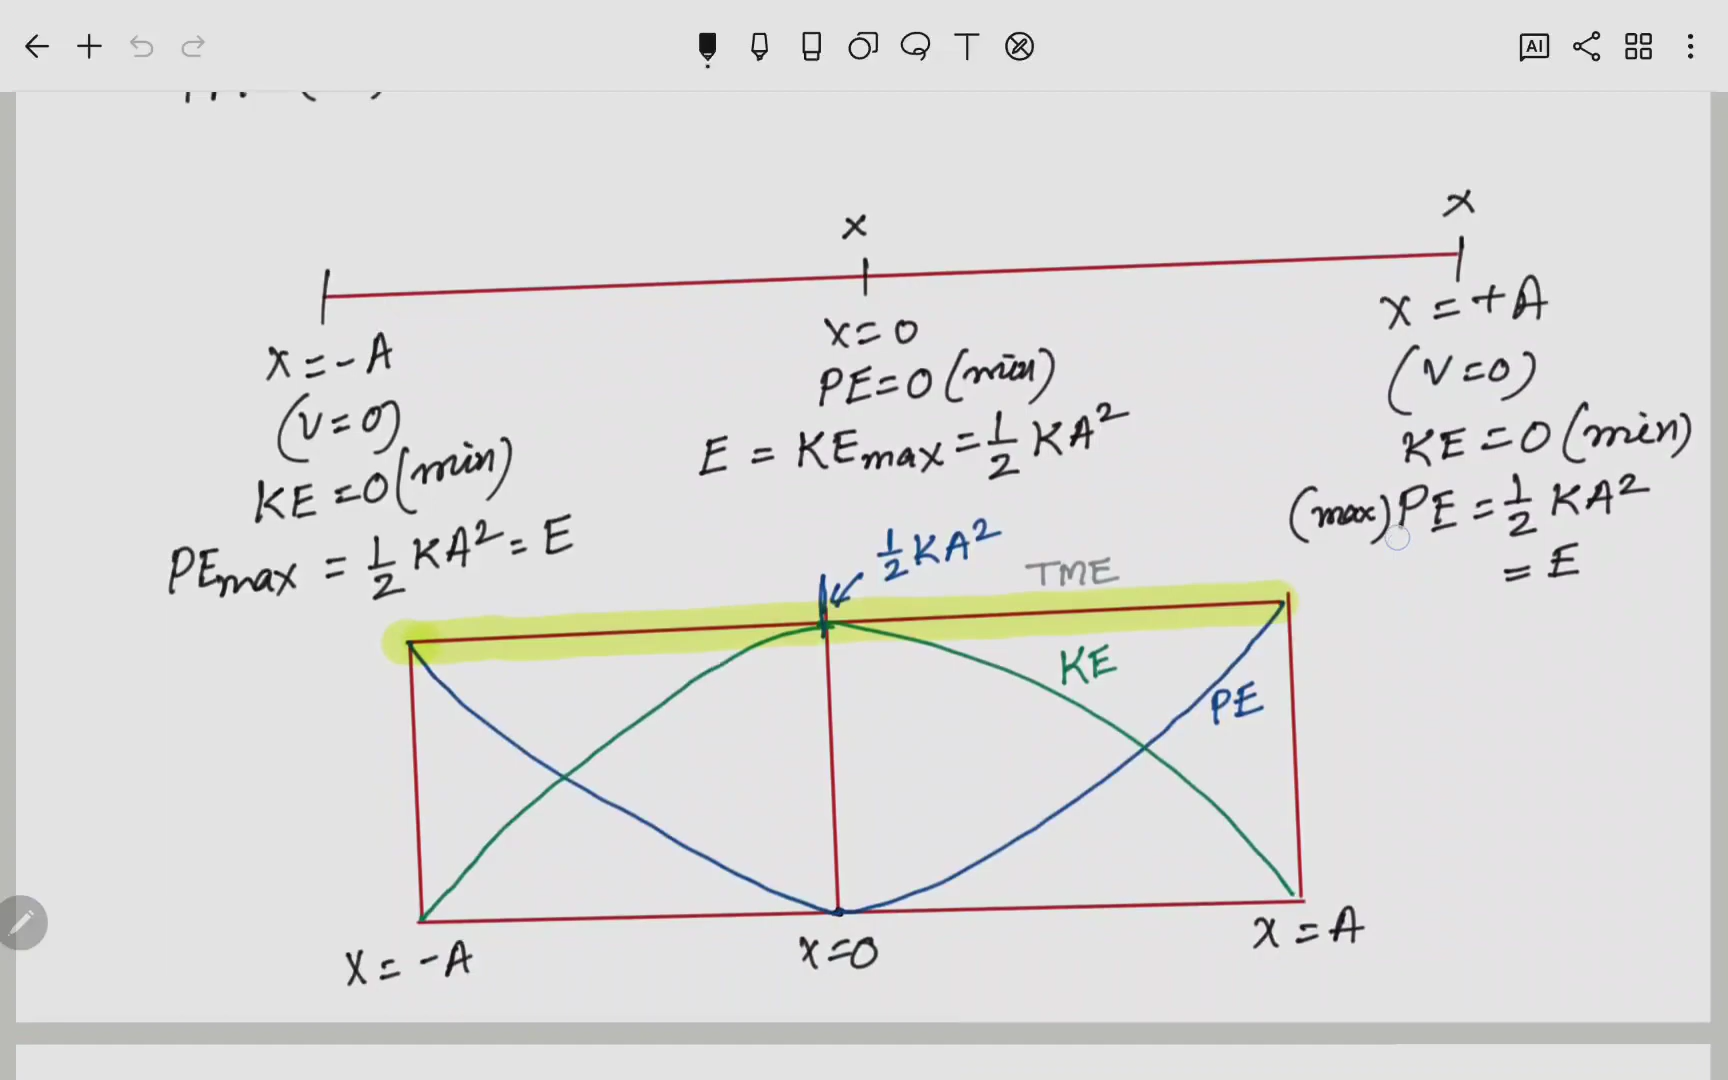 AI
x
x
x = -A
(v = 0)
KE = 0 (min)
PEmax = 1/2 KA² = E
x = 0
PE = 0 (min)
E = KEmax = 1/2 KA²
x = +A
(v = 0)
KE = 0 (min)
(max) PE = 1/2 KA²
= E
1/2 KA²
TME
KE
PE
x = -A
x = 0
x = A